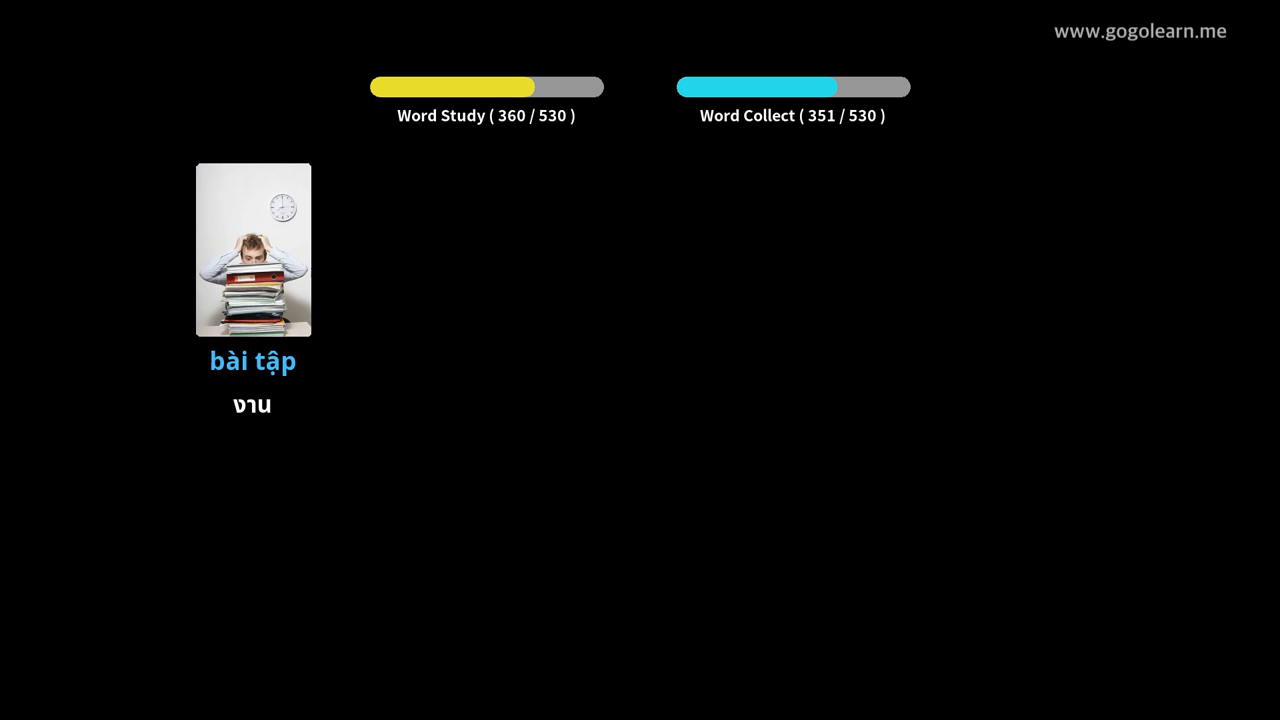 www.gogolearn.me
Word Study ( 360 / 530 )
Word Collect ( 351 / 530 )
bài tập
งาน